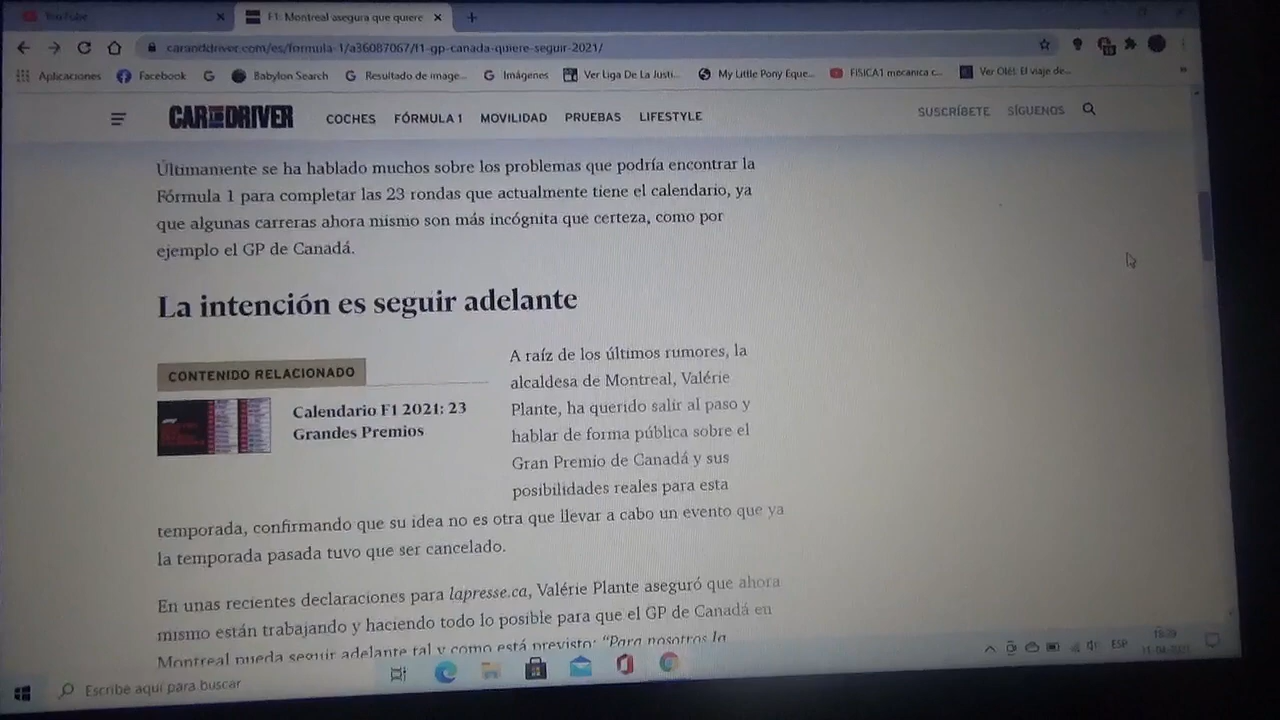 YouTube
F1: Montreal asegura que quiere
caranddriver.com/es/formula-1/a36087067/f1-gp-canada-quiere-seguir-2021/
Aplicaciones Facebook Babylon Search Resultado de image... Imágenes Ver Liga De La Justi... My Little Pony Eque... FISICA1 mecanica c... Ver Olé!: El viaje de...
CAR AND DRIVER COCHES FÓRMULA 1 MOVILIDAD PRUEBAS LIFESTYLE SUSCRÍBETE SÍGUENOS
Últimamente se ha hablado muchos sobre los problemas que podría encontrar la
Fórmula 1 para completar las 23 rondas que actualmente tiene el calendario, ya
que algunas carreras ahora mismo son más incógnita que certeza, como por
ejemplo el GP de Canadá.
La intención es seguir adelante
CONTENIDO RELACIONADO
Calendario F1 2021: 23
Grandes Premios
A raíz de los últimos rumores, la
alcaldesa de Montreal, Valérie
Plante, ha querido salir al paso y
hablar de forma pública sobre el
Gran Premio de Canadá y sus
posibilidades reales para esta
temporada, confirmando que su idea no es otra que llevar a cabo un evento que ya
la temporada pasada tuvo que ser cancelado.
En unas recientes declaraciones para lapresse.ca, Valérie Plante aseguró que ahora
mismo están trabajando y haciendo todo lo posible para que el GP de Canadá en
Montreal pueda seguir adelante tal y como está previsto: “Para nosotros la
Escribe aquí para buscar
ESP